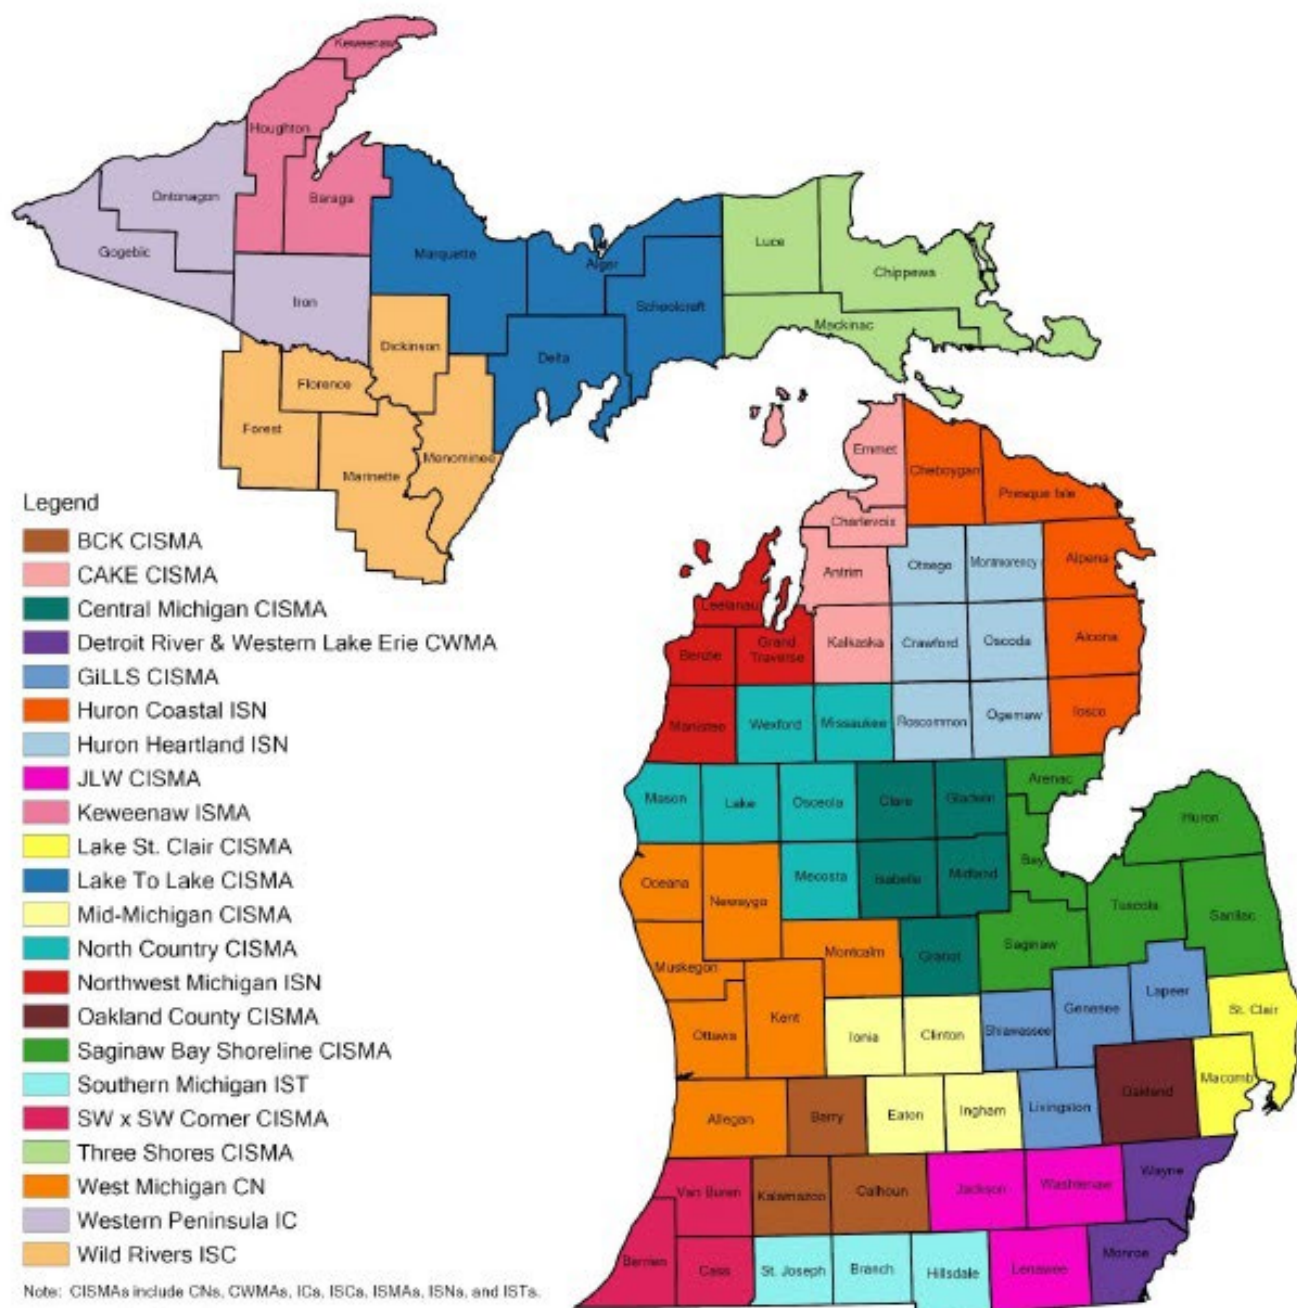 Keweenaw
Houghton
Ontonagon
Baraga
Gogebic
Marquette
Alger
Luce
Chippewa
Iron
Schoolcraft
Mackinac
Dickinson
Delta
Florence
Forest
Marinette
Menominee
Emmet
Cheboygan
Presque Isle
Charlevoix
Antrim
Otsego
Montmorency
Alpena
Leelanau
Benzie
Grand
Traverse
Kalkaska
Crawford
Oscoda
Alcona
Manistee
Wexford
Missaukee
Roscommon
Ogemaw
Iosco
Mason
Lake
Osceola
Clare
Gladwin
Arenac
Huron
Oceana
Newaygo
Mecosta
Isabella
Midland
Bay
Tuscola
Sanilac
Muskegon
Montcalm
Gratiot
Saginaw
Ottawa
Kent
Ionia
Clinton
Shiawassee
Genesee
Lapeer
St. Clair
Allegan
Barry
Eaton
Ingham
Livingston
Oakland
Macomb
Van Buren
Kalamazoo
Calhoun
Jackson
Washtenaw
Wayne
Berrien
Cass
St. Joseph
Branch
Hillsdale
Lenawee
Monroe
Legend
BCK CISMA
CAKE CISMA
Central Michigan CISMA
Detroit River & Western Lake Erie CWMA
GiLLS CISMA
Huron Coastal ISN
Huron Heartland ISN
JLW CISMA
Keweenaw ISMA
Lake St. Clair CISMA
Lake To Lake CISMA
Mid-Michigan CISMA
North Country CISMA
Northwest Michigan ISN
Oakland County CISMA
Saginaw Bay Shoreline CISMA
Southern Michigan IST
SW x SW Corner CISMA
Three Shores CISMA
West Michigan CN
Western Peninsula IC
Wild Rivers ISC
Note: CISMAs include CNs, CWMAs, ICs, ISCs, ISMAs, ISNs, and ISTs.